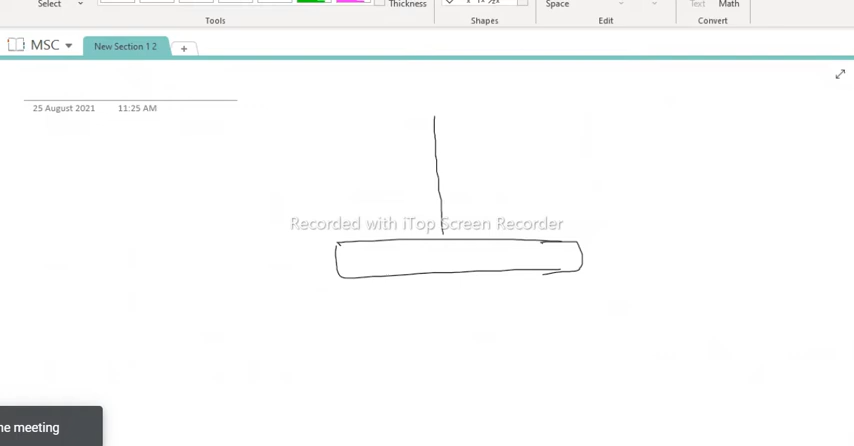 Select
Thickness
Space
Text
Math
Tools
Shapes
Edit
Convert
MSC
New Section 1 2
+
25 August 2021
11:25 AM
Recorded with iTop Screen Recorder
ne meeting